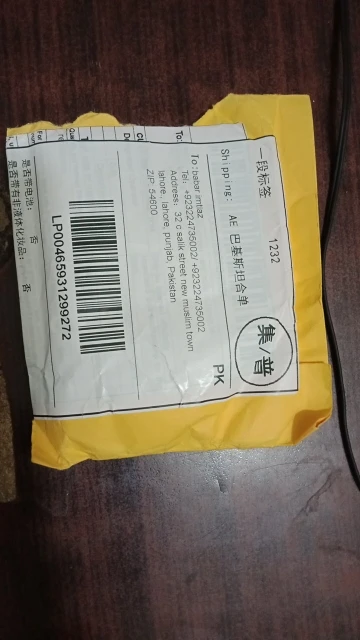 一段标签
1232
Shipping: AE 巴基斯坦合单
集/普
PK
To: babar imtiaz
Tel: +923224735002/ +923224735002
Address: 32 d salik street new muslim town
lahore, lahore, punjab, Pakistan
ZIP: 54600
LP00465931299272
是否带电池: 否
是否带有非液体化妆品: 否
To: